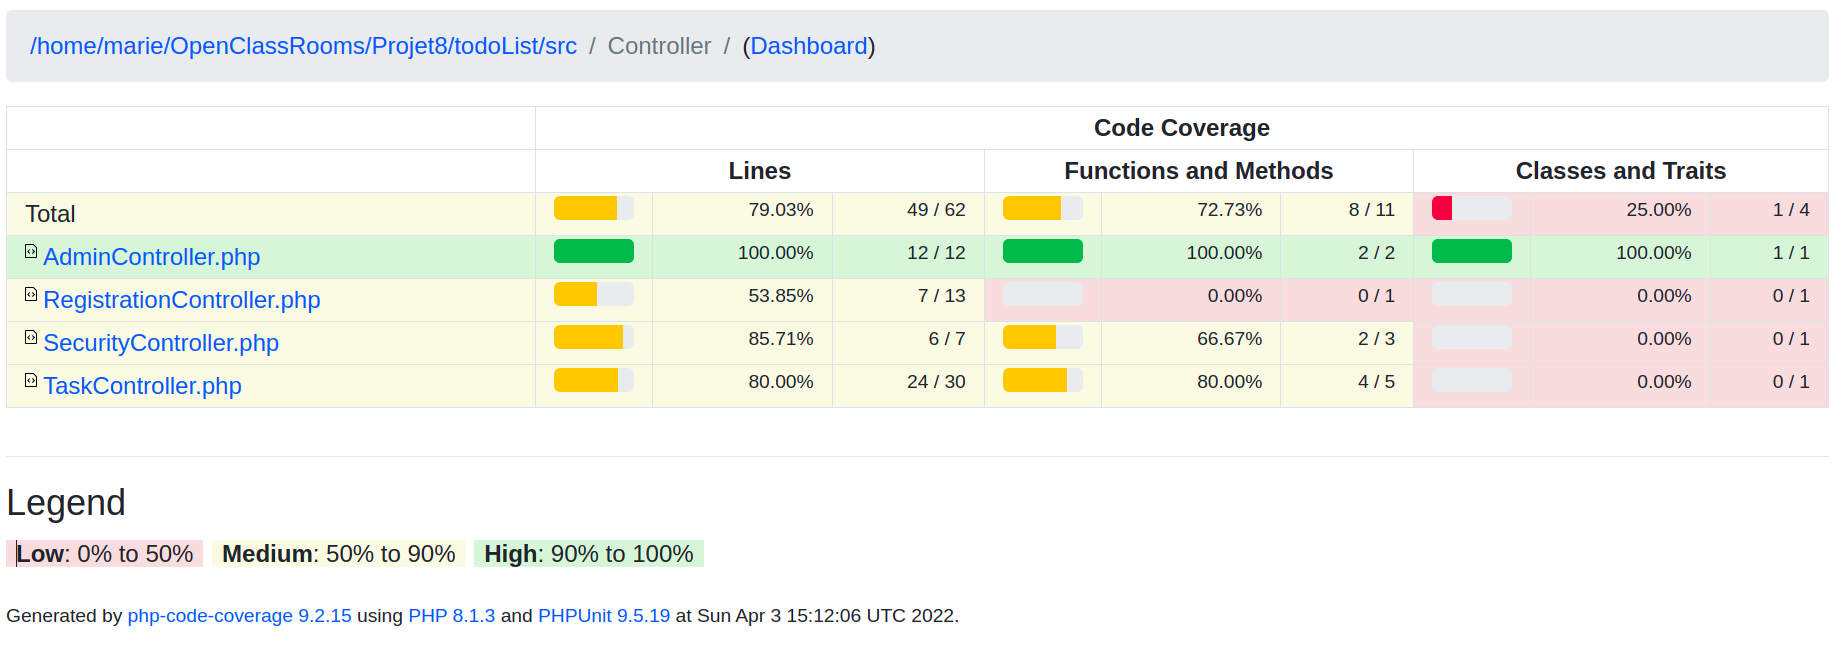 /home/marie/OpenClassRooms/Projet8/todoList/src / Controller / (Dashboard)
Code Coverage
Lines Functions and Methods Classes and Traits
Total 79.03% 49 / 62 72.73% 8 / 11 25.00% 1 / 4
AdminController.php 100.00% 12 / 12 100.00% 2 / 2 100.00% 1 / 1
RegistrationController.php 53.85% 7 / 13 0.00% 0 / 1 0.00% 0 / 1
SecurityController.php 85.71% 6 / 7 66.67% 2 / 3 0.00% 0 / 1
TaskController.php 80.00% 24 / 30 80.00% 4 / 5 0.00% 0 / 1
Legend
Low: 0% to 50% Medium: 50% to 90% High: 90% to 100%
Generated by php-code-coverage 9.2.15 using PHP 8.1.3 and PHPUnit 9.5.19 at Sun Apr 3 15:12:06 UTC 2022.